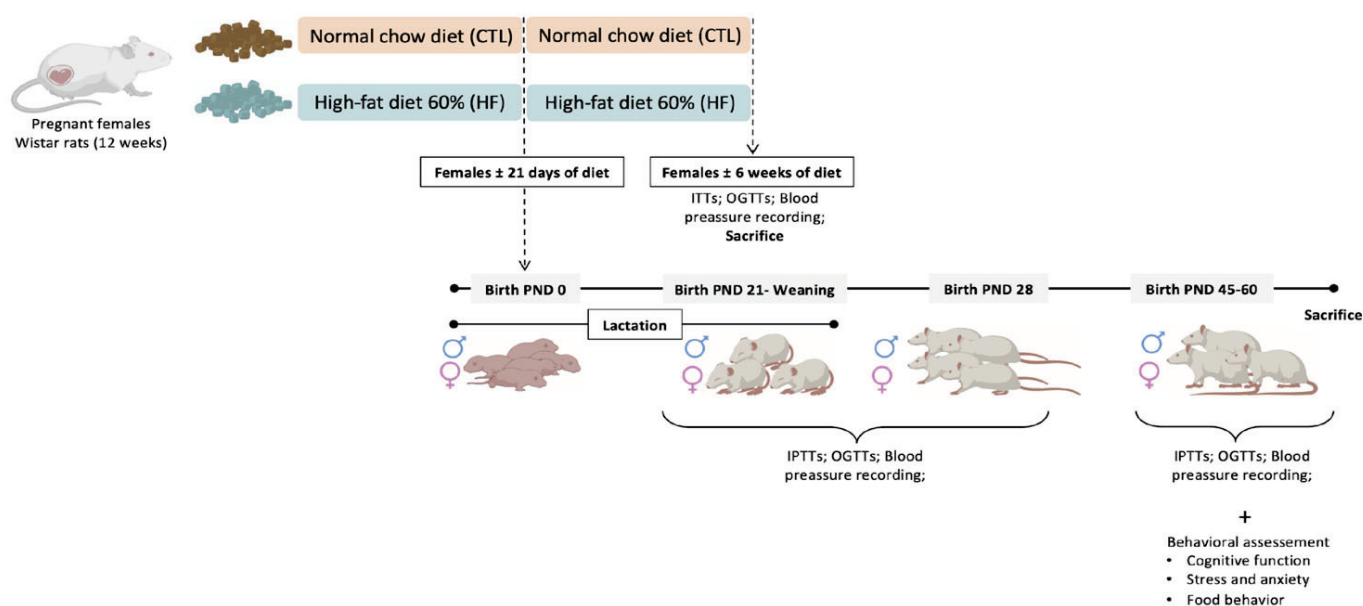 Normal chow diet (CTL)
Normal chow diet (CTL)
High-fat diet 60% (HF)
High-fat diet 60% (HF)
Pregnant females
Wistar rats (12 weeks)
Females ± 21 days of diet
Females ± 6 weeks of diet
ITTs; OGTTs; Blood
preassure recording;
Sacrifice
Birth PND 0
Birth PND 21- Weaning
Birth PND 28
Birth PND 45-60
Sacrifice
Lactation
IPTTs; OGTTs; Blood
preassure recording;
IPTTs; OGTTs; Blood
preassure recording;
+
Behavioral assessment
• Cognitive function
• Stress and anxiety
• Food behavior